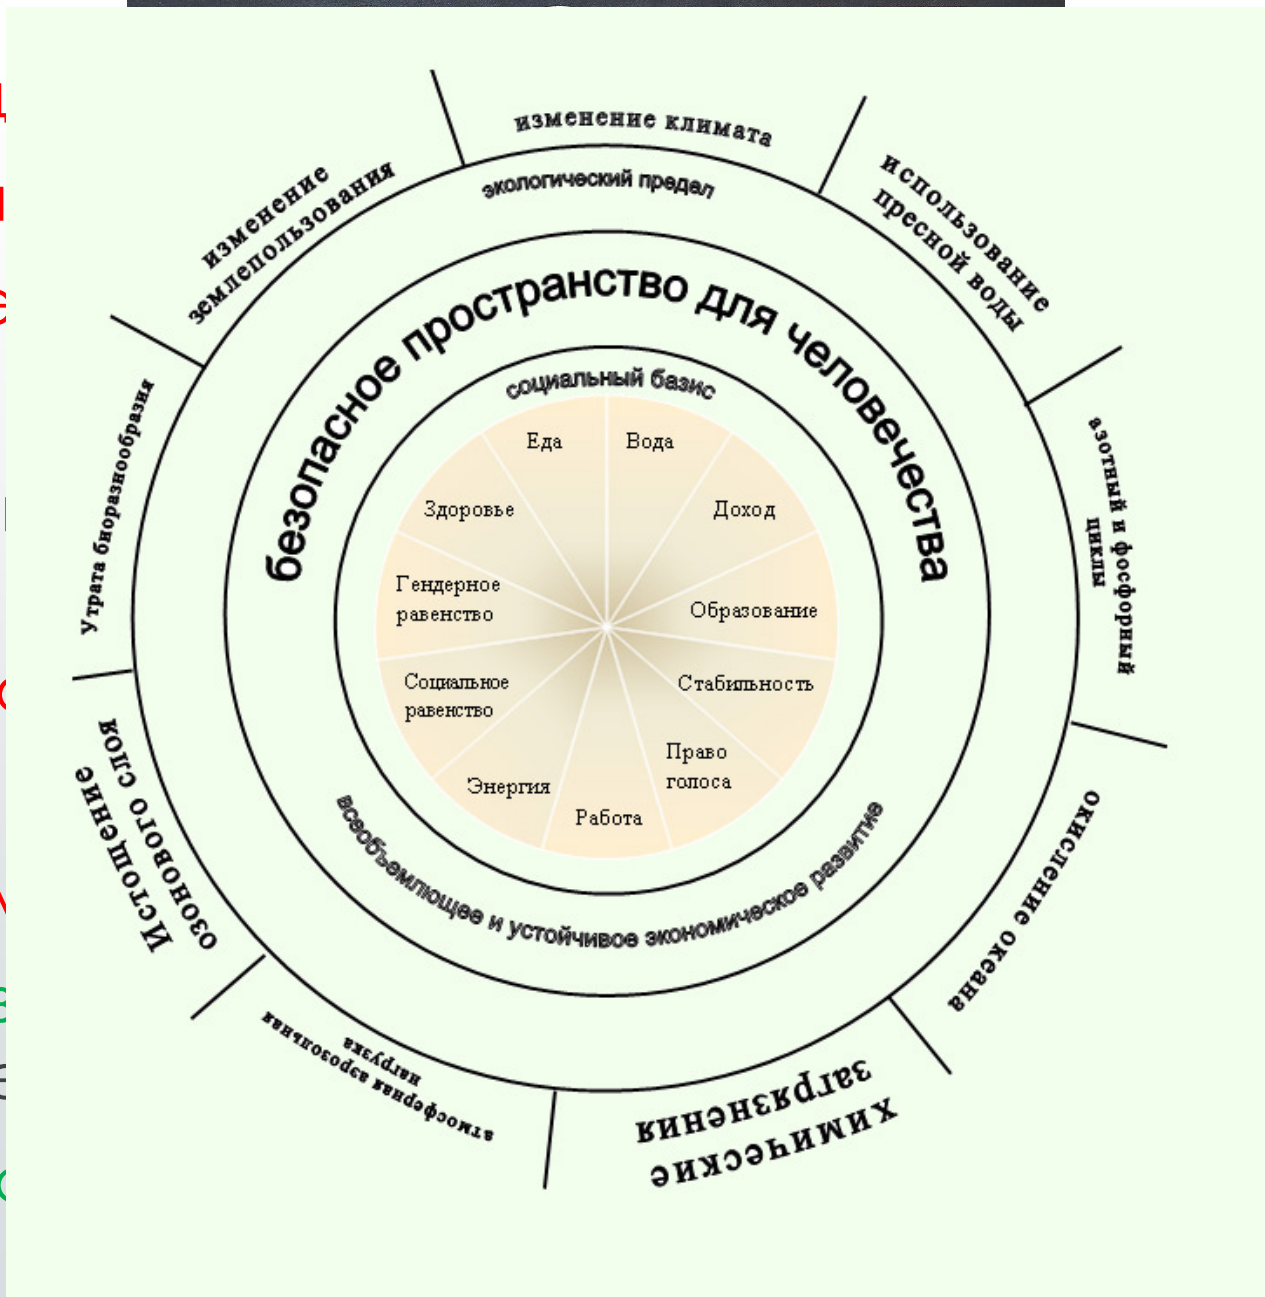 изменение климата
использование
пресной воды
азотный и фосфорный
циклы
окисление океана
химические
загрязнения
атмосферная аэрозольная
нагрузка
Истощение
озонового слоя
Утрата биоразнообразия
изменение
землепользования
экологический предел
безопасное пространство для человечества
всеобъемлющее и устойчивое экономическое развитие
социальный базис
Еда
Вода
Доход
Образование
Стабильность
Право
голоса
Работа
Энергия
Социальное
равенство
Гендерное
равенство
Здоровье